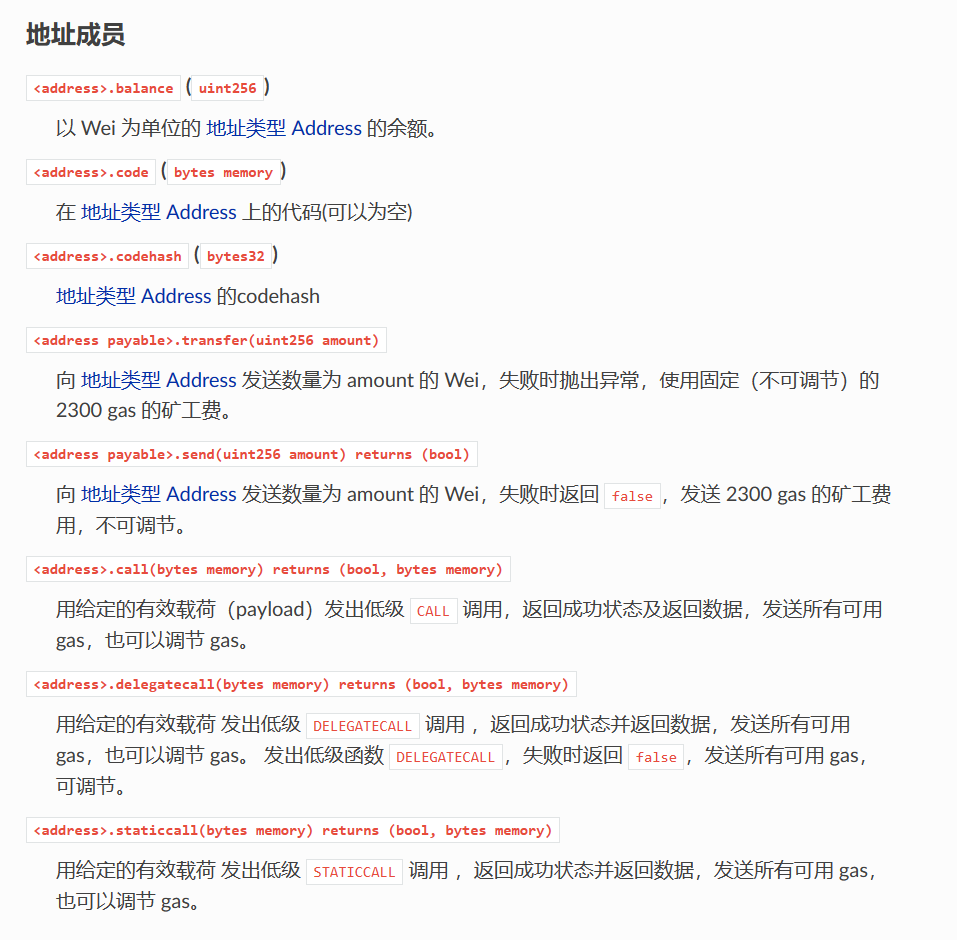 地址成员
<address>.balance (uint256)
以 Wei 为单位的 地址类型 Address 的余额。
<address>.code (bytes memory)
在 地址类型 Address 上的代码(可以为空)
<address>.codehash (bytes32)
地址类型 Address 的codehash
<address payable>.transfer(uint256 amount)
向 地址类型 Address 发送数量为 amount 的 Wei，失败时抛出异常，使用固定（不可调节）的
2300 gas 的矿工费。
<address payable>.send(uint256 amount) returns (bool)
向 地址类型 Address 发送数量为 amount 的 Wei，失败时返回 false，发送 2300 gas 的矿工费
用，不可调节。
<address>.call(bytes memory) returns (bool, bytes memory)
用给定的有效载荷（payload）发出低级 CALL 调用，返回成功状态及返回数据，发送所有可用
gas，也可以调节 gas。
<address>.delegatecall(bytes memory) returns (bool, bytes memory)
用给定的有效载荷 发出低级 DELEGATECALL 调用 ，返回成功状态并返回数据，发送所有可用
gas，也可以调节 gas。 发出低级函数 DELEGATECALL，失败时返回 false，发送所有可用 gas，
可调节。
<address>.staticcall(bytes memory) returns (bool, bytes memory)
用给定的有效载荷 发出低级 STATICCALL 调用 ，返回成功状态并返回数据，发送所有可用 gas，
也可以调节 gas。